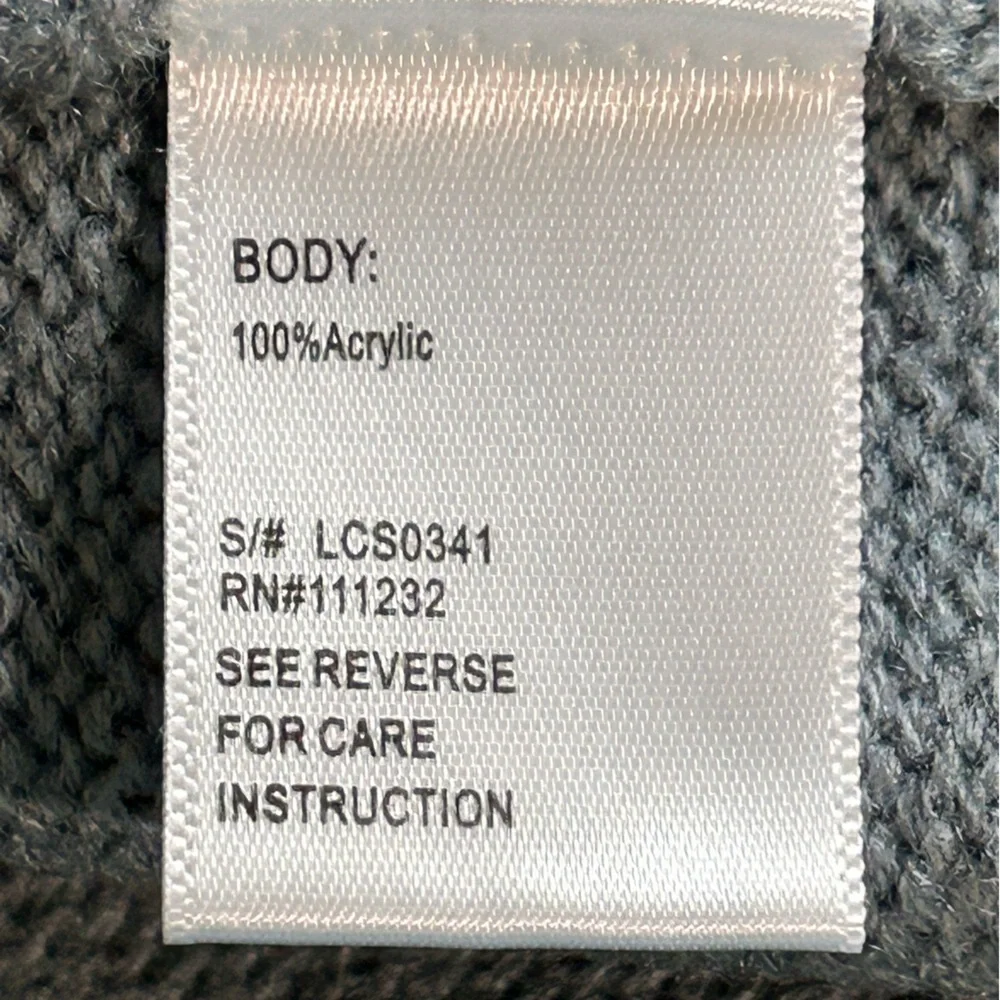 BODY:
100%Acrylic
S/# LCS0341
RN#111232
SEE REVERSE
FOR CARE
INSTRUCTION